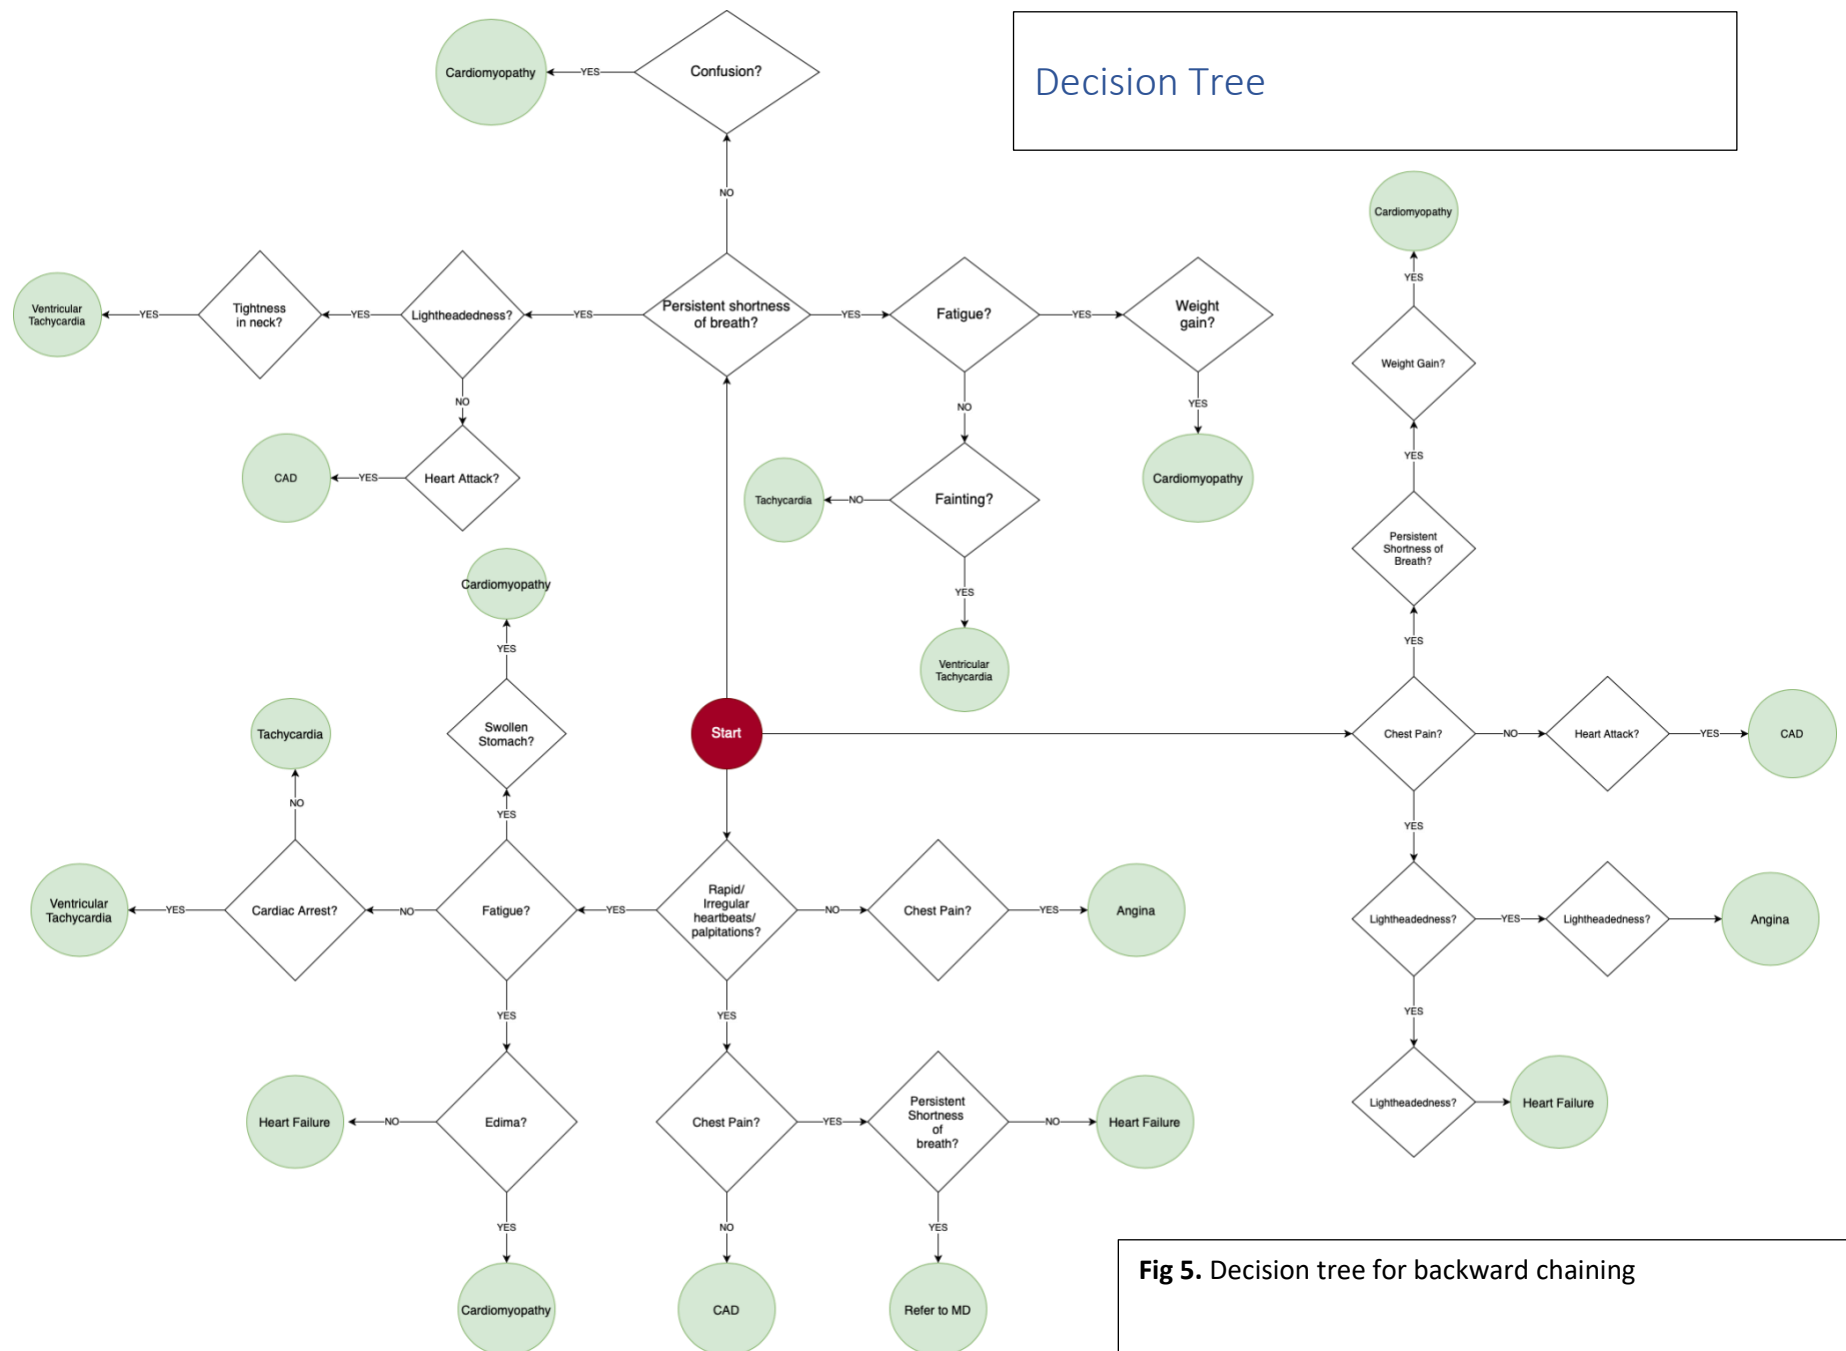 Decision Tree
Cardiomyopathy
YES
Confusion?
NO
Cardiomyopathy
YES
Ventricular
Tachycardia
YES
Tightness
in neck?
YES
Lightheadedness?
YES
Persistent shortness
of breath?
YES
Fatigue?
YES
Weight
gain?
Weight Gain?
NO
NO
YES
CAD
YES
Heart Attack?
Tachycardia
NO
Fainting?
Cardiomyopathy
YES
Persistent
Shortness of
Breath?
Cardiomyopathy
YES
YES
YES
Ventricular
Tachycardia
Tachycardia
Swollen
Stomach?
Start
Chest Pain?
NO
Heart Attack?
YES
CAD
NO
YES
YES
Ventricular
Tachycardia
YES
Cardiac Arrest?
NO
Fatigue?
YES
Rapid/
Irregular
heartbeats/
palpitations?
NO
Chest Pain?
YES
Angina
Lightheadedness?
YES
Lightheadedness?
Angina
YES
YES
YES
Heart Failure
NO
Edima?
Chest Pain?
YES
Persistent
Shortness
of
breath?
NO
Heart Failure
Lightheadedness?
Heart Failure
YES
NO
YES
Cardiomyopathy
CAD
Refer to MD
Fig 5. Decision tree for backward chaining